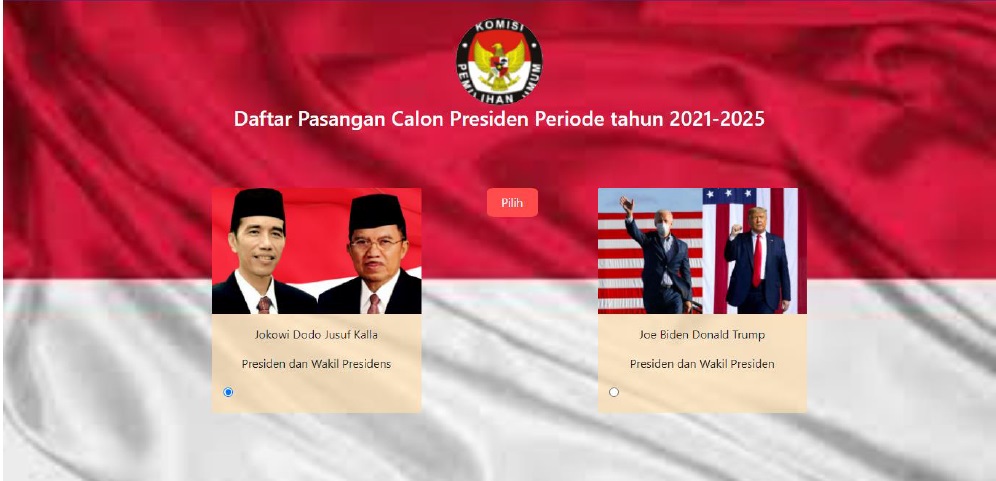 KOMISI
PEMILIHAN UMUM
Daftar Pasangan Calon Presiden Periode tahun 2021-2025
Pilih
Jokowi Dodo Jusuf Kalla
Presiden dan Wakil Presidens
Joe Biden Donald Trump
Presiden dan Wakil Presiden